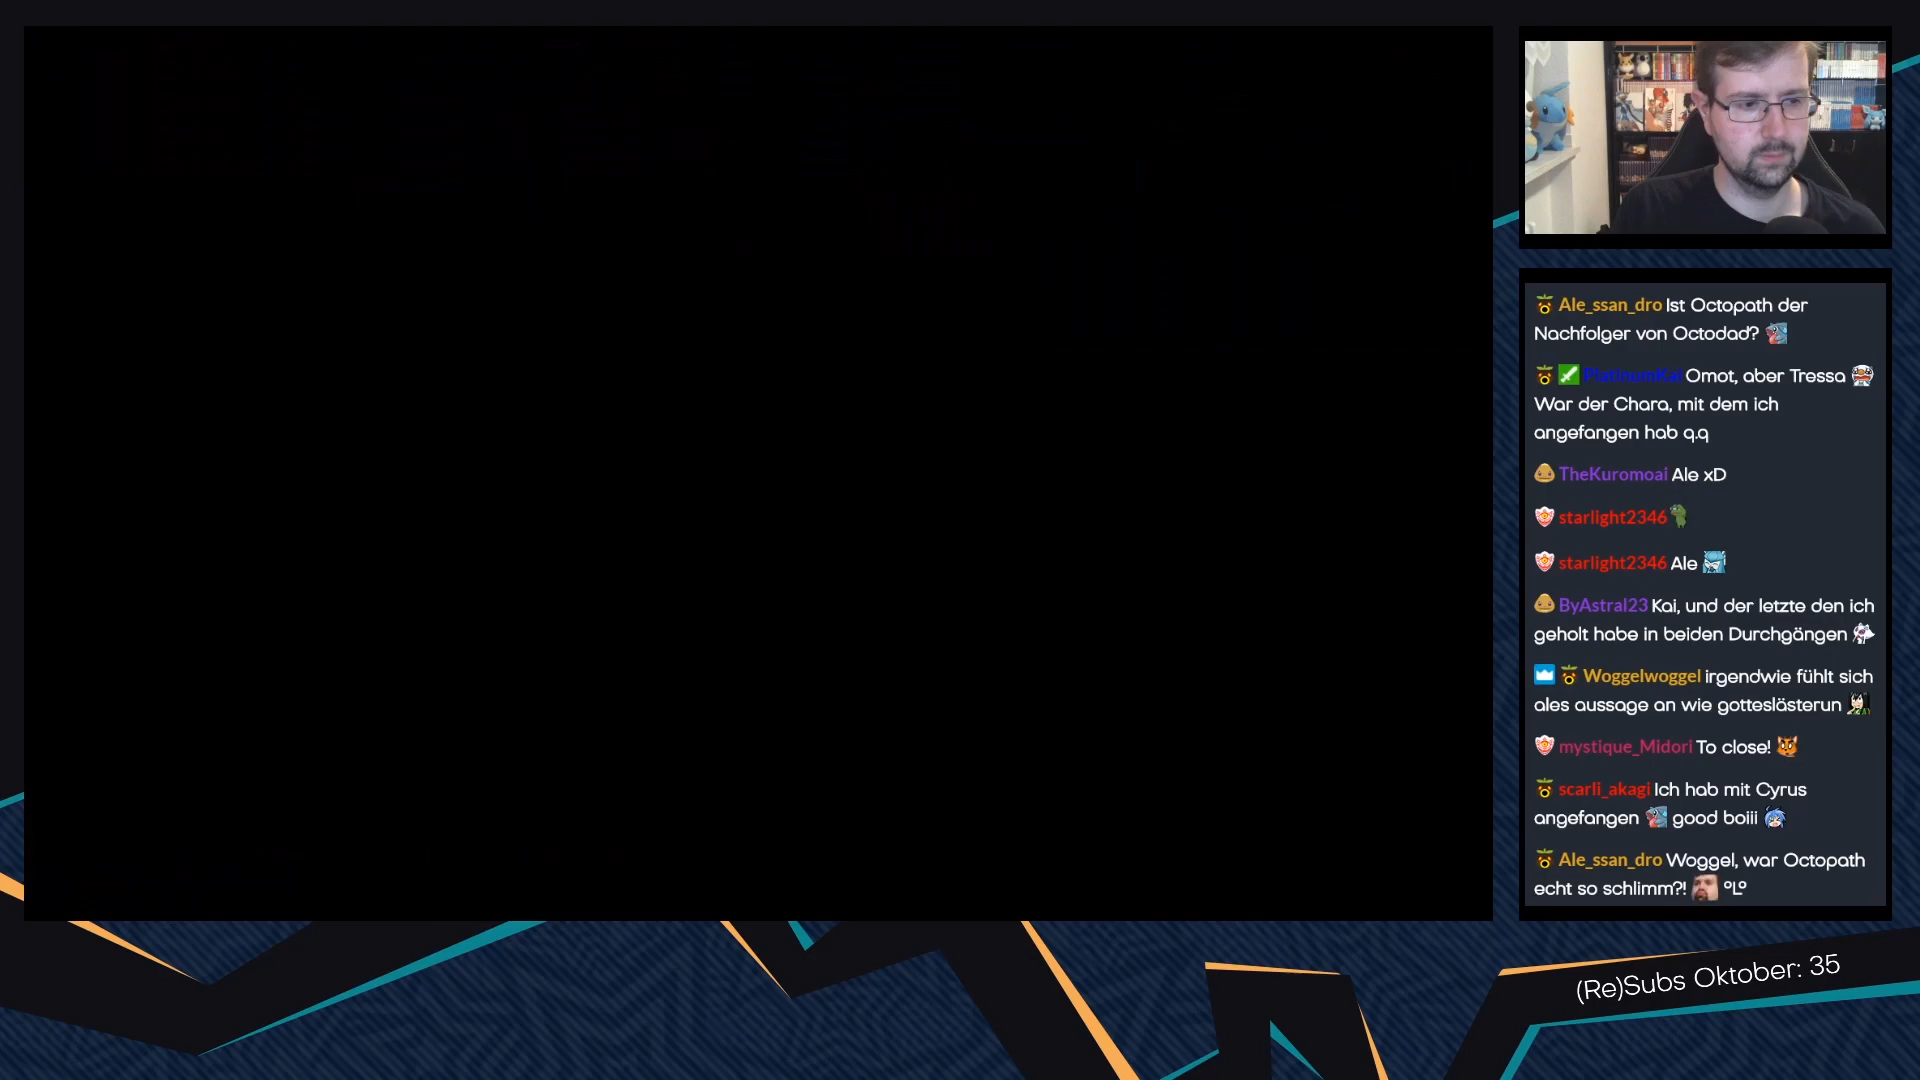 Ale_ssan_dro Ist Octopath der
Nachfolger von Octodad?
PlatinumKai Omot, aber Tressa
War der Chara, mit dem ich
angefangen hab q.q
TheKuromoai Ale xD
starlight2346
starlight2346 Ale
ByAstral23 Kai, und der letzte den ich
geholt habe in beiden Durchgängen
Woggelwoggel irgendwie fühlt sich
ales aussage an wie gotteslästerun
mystique_Midori To close!
scarli_akagi Ich hab mit Cyrus
angefangen good boiii
Ale_ssan_dro Woggel, war Octopath
echt so schlimm?! °L°
(Re)Subs Oktober: 35